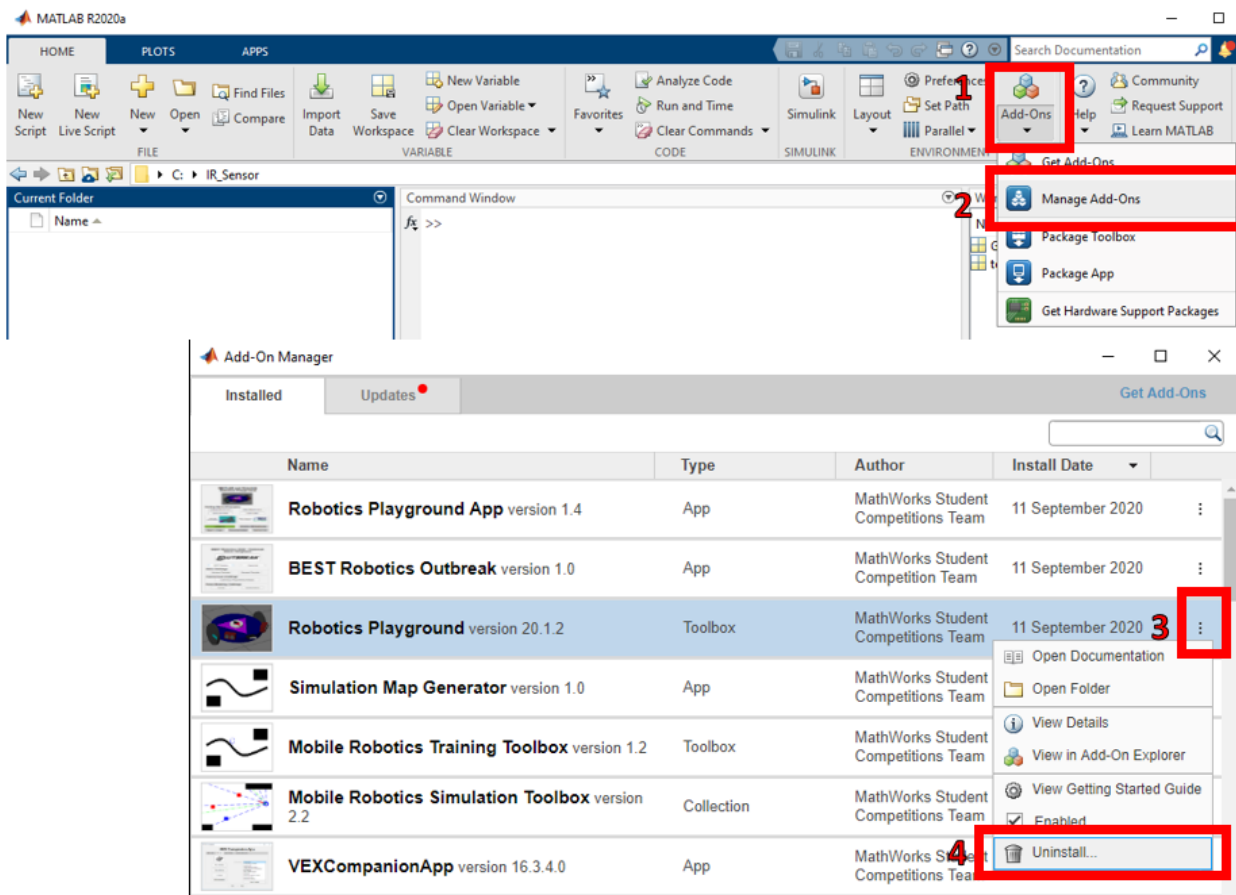 MATLAB R2020a
HOME PLOTS APPS
Search Documentation
New Script
New Live Script
New
Open
Find Files
Compare
FILE
Import Data
Save Workspace
New Variable
Open Variable
Clear Workspace
VARIABLE
Favorites
Analyze Code
Run and Time
Clear Commands
CODE
Simulink
SIMULINK
Layout
Preferences
Set Path
Parallel
ENVIRONMENT
1
Add-Ons
Help
Community
Request Support
Learn MATLAB
Get Add-Ons
2
Manage Add-Ons
Package Toolbox
Package App
Get Hardware Support Packages
C: IR_Sensor
Current Folder
Name
Command Window
fx >>
Add-On Manager
Installed Updates Get Add-Ons
Name Type Author Install Date
Robotics Playground App version 1.4 App MathWorks Student 11 September 2020
Competitions Team
BEST Robotics Outbreak version 1.0 App MathWorks Student 11 September 2020
Competition Team
Robotics Playground version 20.1.2 Toolbox MathWorks Student 11 September 2020 3
Competitions Team
Open Documentation
Simulation Map Generator version 1.0 App MathWorks Student
Competitions Team
Open Folder
View Details
Mobile Robotics Training Toolbox version 1.2 Toolbox MathWorks Student
Competitions Team
View in Add-On Explorer
Mobile Robotics Simulation Toolbox version
2.2 Collection MathWorks Student
Competitions Team
View Getting Started Guide
Enabled
4 Uninstall...
VEXCompanionApp version 16.3.4.0 App MathWorks
Competitions